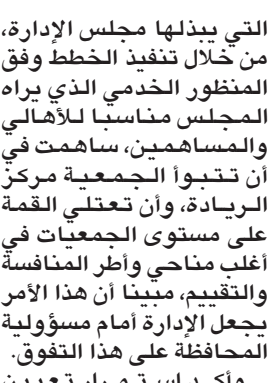 التي يبذلها مجلس الإدارة،
من خلال تنفيذ الخطط وفق
المنظور الخدمي الذي يراه
المجلس مناسبا للأهالي
والمساهمين، ساهمت في
أن تتبوأ الجمعية مركز
الريادة، وأن تعتلي القمة
على مستوى الجمعيات في
أغلب مناحي وأطر المنافسة
والتقييم، مبينا أن هذا الأمر
يجعل الإدارة أمام مسؤولية
المحافظة على هذا التفوق.